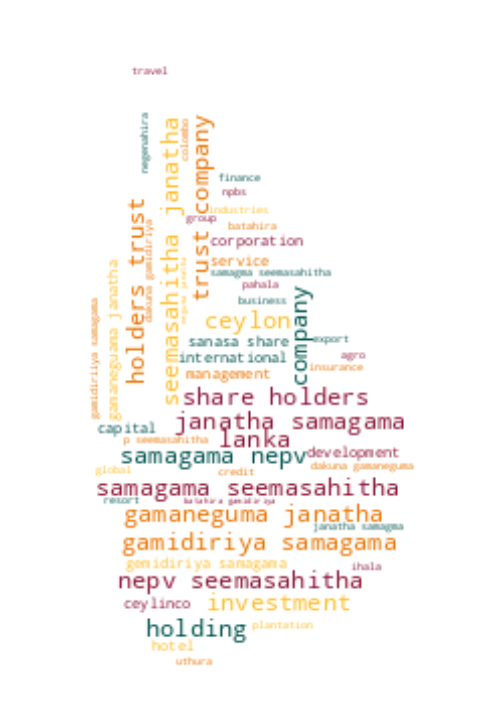 travel
negenahira
seemasahitha janatha
colombo
trust company
holders trust
dakuna gamidiriya
finance
npbs
industries
group
batahira
corporation
service
samagma seemasahitha
pahala
business
gamaneguma janatha
gamidiriya samagama
ceylon
company
sanasa share
export
international
agro
management
insurance
share holders
janatha samagama
capital
lanka
p seemasahitha
samagama nepv
development
global
credit
dakuna gamaneguma
samagama seemasahitha
resort
batahira gamidiriya
gamaneguma janatha
janatha samagma
gamidiriya samagama
gemidiriya samagama
ihala
nepv seemasahitha
ceylinco
investment
holding
plantation
hotel
uthura